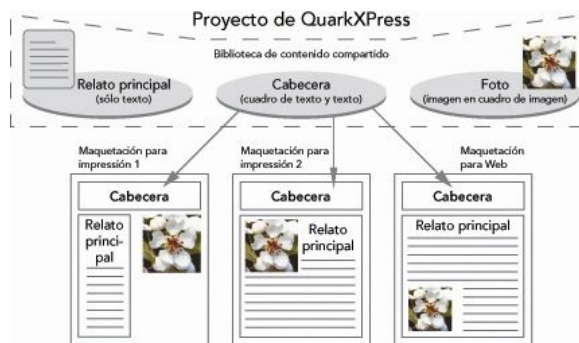 Proyecto de QuarkXPress
Biblioteca de contenido compartido
Relato principal
(sólo texto)
Cabecera
(cuadro de texto y texto)
Foto
(imagen en cuadro de imagen)
Maquetación para
impresión 1
Maquetación para
impresión 2
Maquetación
para Web
Cabecera
Relato
princi-
pal
Cabecera
Relato
principal
Cabecera
Relato principal